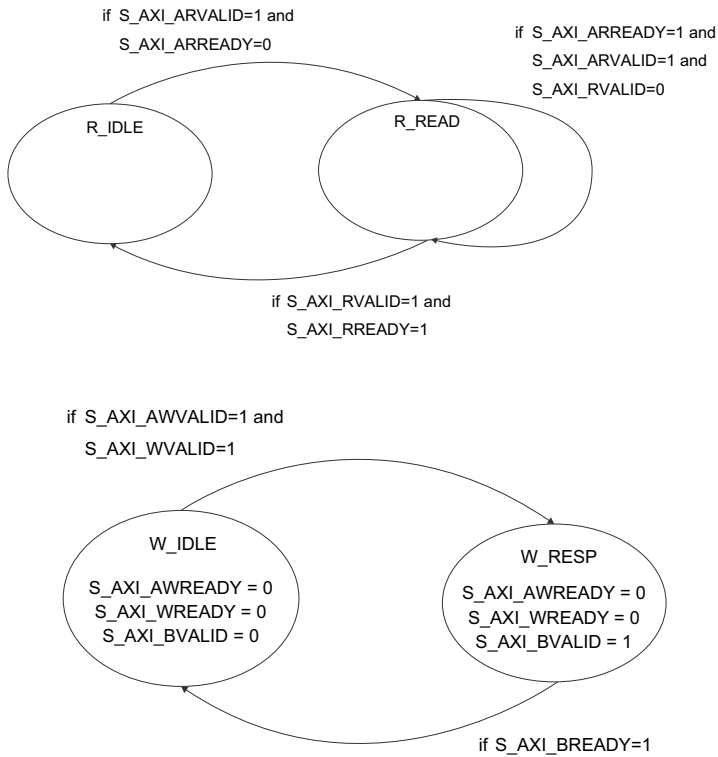 if S_AXI_ARVALID=1 and
S_AXI_ARREADY=0
if S_AXI_ARREADY=1 and
S_AXI_ARVALID=1 and
S_AXI_RVALID=0
R_IDLE
R_READ
if S_AXI_RVALID=1 and
S_AXI_RREADY=1
if S_AXI_AWVALID=1 and
S_AXI_WVALID=1
W_IDLE
S_AXI_AWREADY = 0
S_AXI_WREADY = 0
S_AXI_BVALID = 0
W_RESP
S_AXI_AWREADY = 0
S_AXI_WREADY = 0
S_AXI_BVALID = 1
if S_AXI_BREADY=1